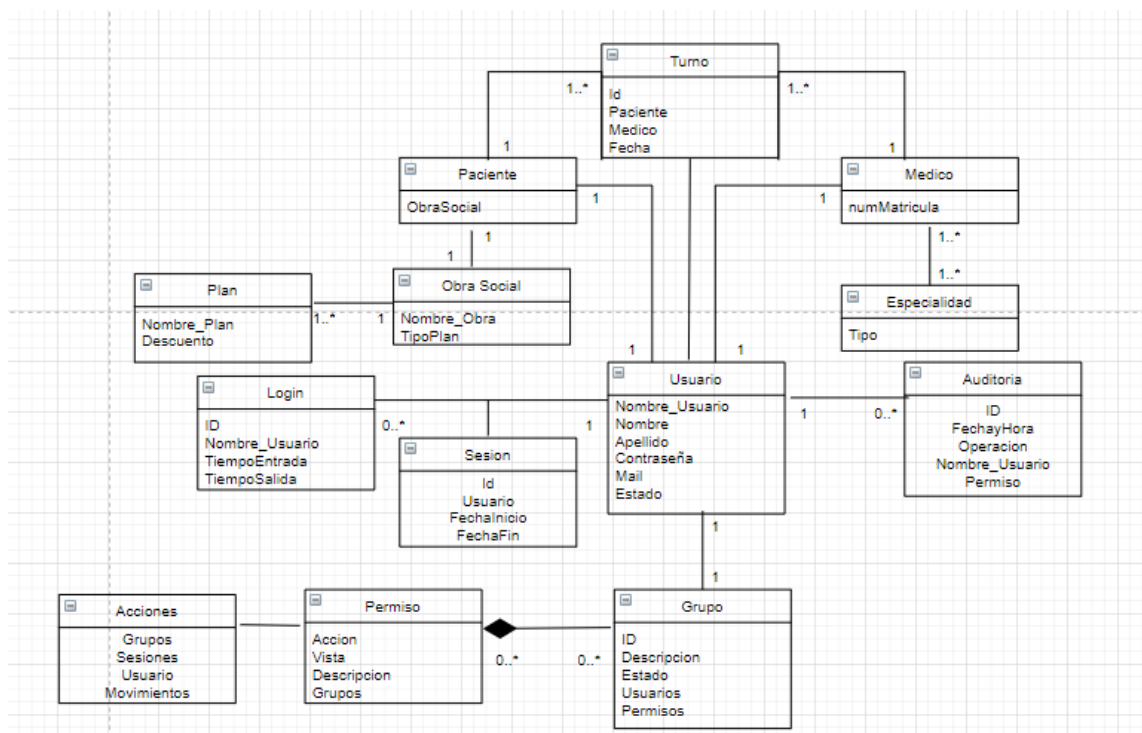 Turno
Id
Paciente
Medico
Fecha
1..*
1..*
1
1
Paciente
ObraSocial
1
Medico
numMatricula
1
1
1
1..*
1..*
Plan
Nombre_Plan
Descuento
1..*
1
Obra Social
Nombre_Obra
TipoPlan
Especialidad
Tipo
1
1
Login
ID
Nombre_Usuario
TiempoEntrada
TiempoSalida
0..*
1
Sesion
Id
Usuario
FechaInicio
FechaFin
Usuario
Nombre_Usuario
Nombre
Apellido
Contraseña
Mail
Estado
1
0..*
Auditoria
ID
FechayHora
Operacion
Nombre_Usuario
Permiso
1
1
Acciones
Grupos
Sesiones
Usuario
Movimientos
Permiso
Accion
Vista
Descripcion
Grupos
0..*
0..*
Grupo
ID
Descripcion
Estado
Usuarios
Permisos